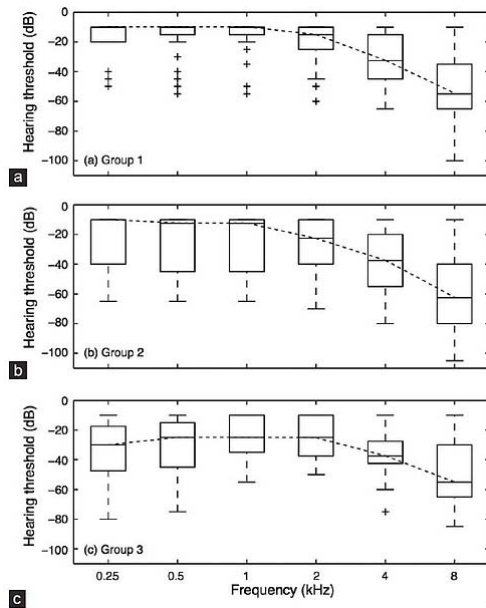 0
−20
−40
−60
−80
−100
Hearing threshold (dB)
(a) Group 1
a
0
−20
−40
−60
−80
−100
Hearing threshold (dB)
(b) Group 2
b
0
−20
−40
−60
−80
−100
Hearing threshold (dB)
(c) Group 3
0.25 0.5 1 2 4 8
Frequency (kHz)
c